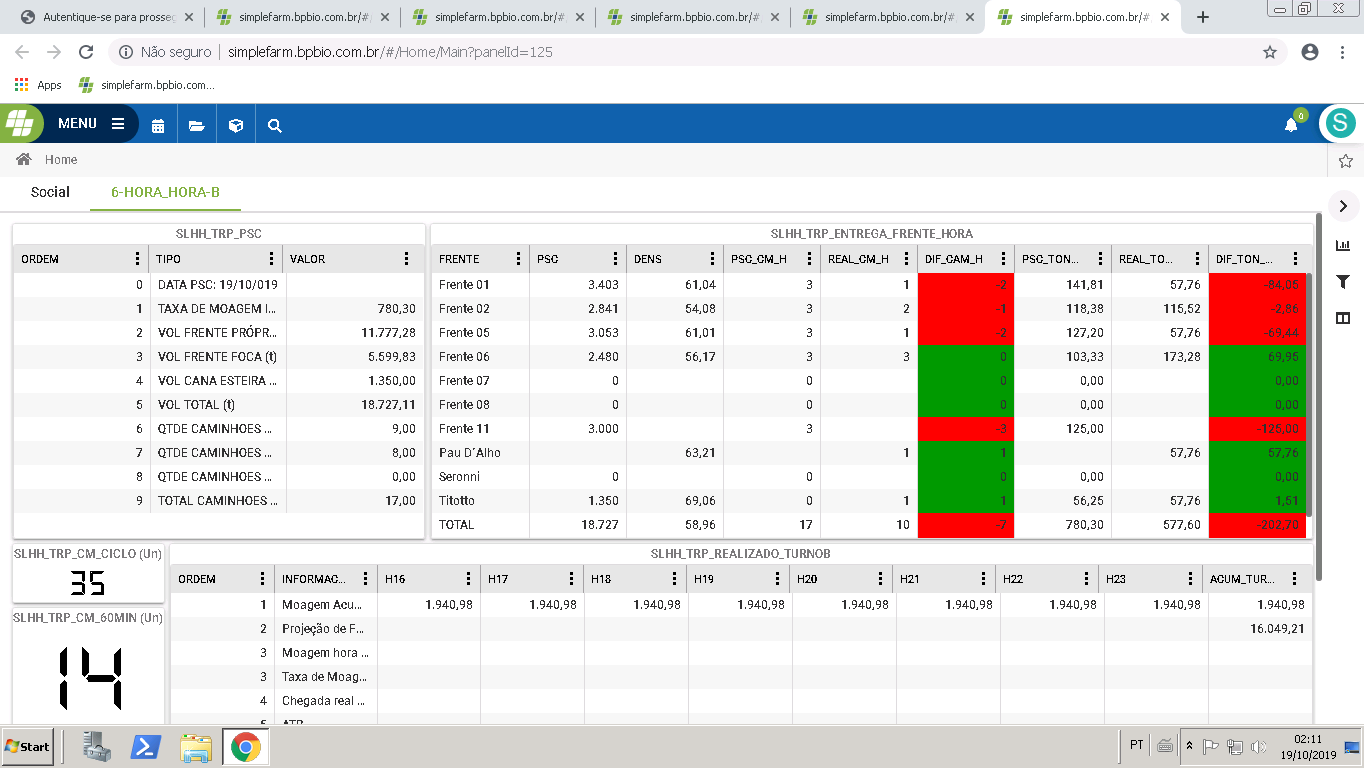 Autentique-se para prosseg
simplefarm.bpbio.com.br/#/
simplefarm.bpbio.com.br/#
simplefarm.bpbio.com.br/#
simplefarm.bpbio.com.br/#
simplefarm.bpbio.com.br/#
Não seguro | simplefarm.bpbio.com.br/#/Home/Main?panelId=125
Apps simplefarm.bpbio.com...
MENU
0
S
Home
Social 6-HORA_HORA-B
SLHH_TRP_PSC
ORDEM TIPO VALOR
0 DATA PSC: 19/10/019
1 TAXA DE MOAGEM I... 780,30
2 VOL FRENTE PRÓPR... 11.777,28
3 VOL FRENTE TOCA (t) 5.599,83
4 VOL CANA ESTEIRA ... 1.350,00
5 VOL TOTAL (t) 18.727,11
6 QTDE CAMINHOES ... 9,00
7 QTDE CAMINHOES ... 8,00
8 QTDE CAMINHOES ... 0,00
9 TOTAL CAMINHOES ... 17,00
SLHH_TRP_ENTREGA_FRENTE_HORA
FRENTE PSC DENS PSC_CM_H REAL_CM_H DIF_CAM_H PSC_TON... REAL_TO... DIF_TON_...
Frente 01 3.403 61,04 3 1 -2 141,81 57,76 -84,05
Frente 02 2.841 54,08 3 2 -1 118,38 115,52 -2,86
Frente 05 3.053 61,01 3 1 -2 127,20 57,76 -69,44
Frente 06 2.480 56,17 3 3 0 103,33 173,28 69,95
Frente 07 0 0 0 0,00 0,00
Frente 08 0 0 0 0,00 0,00
Frente 11 3.000 3 -3 125,00 -125,00
Pau D'Alho 63,21 1 1 57,76 57,76
Seronni 0 0 0 0,00 0,00
Titotto 1.350 69,06 0 1 1 56,25 57,76 1,51
TOTAL 18.727 58,96 17 10 -7 780,30 577,60 -202,70
SLHH_TRP_CM_CICLO (Un)
35
SLHH_TRP_CM_60MIN (Un)
14
SLHH_TRP_REALIZADO_TURNOB
ORDEM INFORMAC... H16 H17 H18 H19 H20 H21 H22 H23 ACUM_TUR...
1 Moagem Acu... 1.940,98 1.940,98 1.940,98 1.940,98 1.940,98 1.940,98 1.940,98 1.940,98 1.940,98
2 Projeção de F... 16.049,21
3 Moagem hora ...
3 Taxa de Moag...
4 Chegada real ...
5 ATR
Start
PT
02:11
19/10/2019